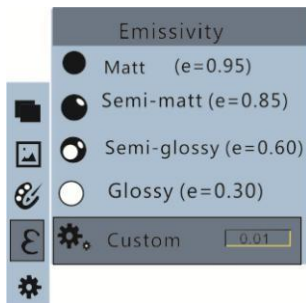 Emissivity
Matt (e=0.95)
Semi-matt (e=0.85)
Semi-glossy (e=0.60)
Glossy (e=0.30)
ε
Custom 0.01